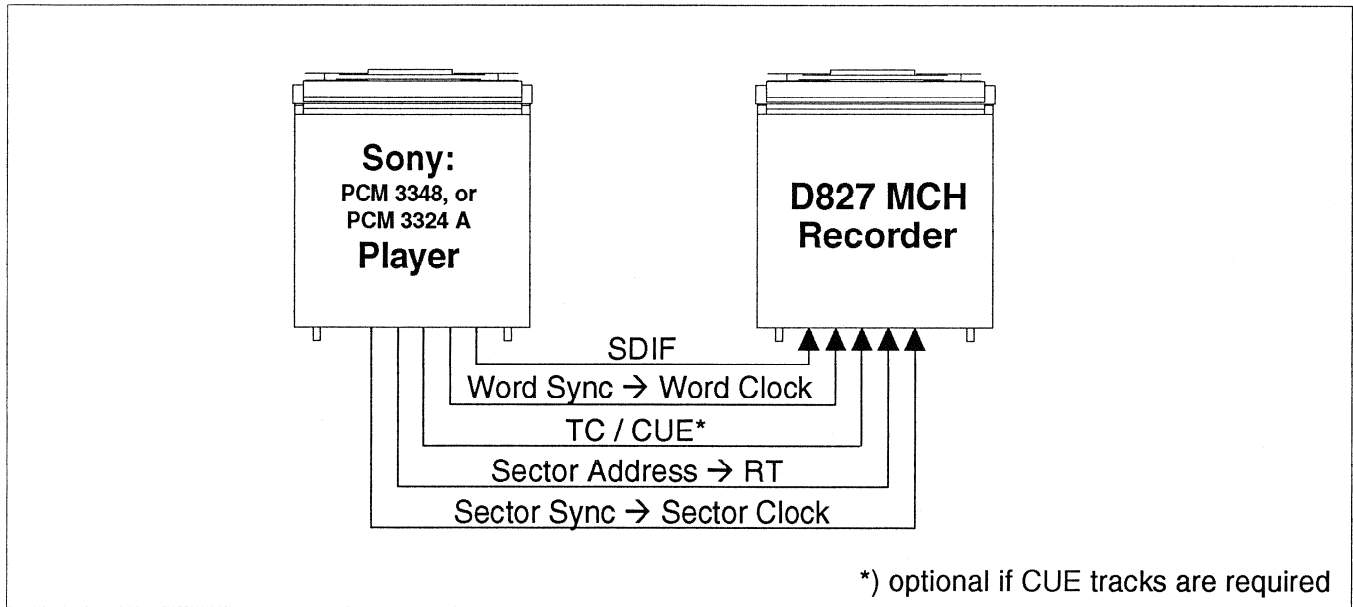 Sony:
PCM 3348, or
PCM 3324 A
Player
D827 MCH
Recorder
SDIF
Word Sync → Word Clock
TC / CUE*
Sector Address → RT
Sector Sync → Sector Clock
*) optional if CUE tracks are required